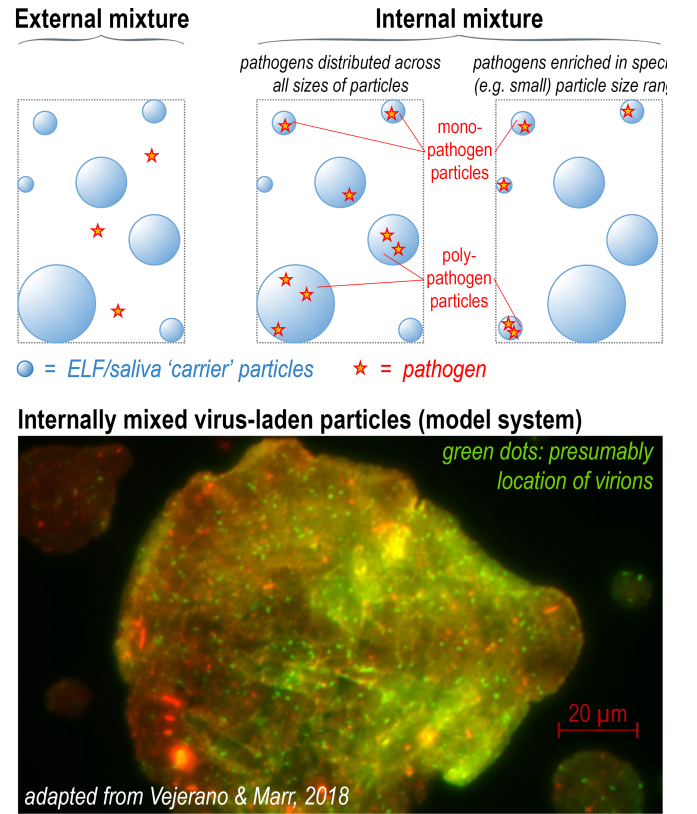 External mixture
Internal mixture
pathogens distributed across
all sizes of particles
pathogens enriched in speci
(e.g. small) particle size rang
mono-
pathogen
particles
poly-
pathogen
particles
= ELF/saliva ‘carrier’ particles
= pathogen
Internally mixed virus-laden particles (model system)
green dots: presumably
location of virions
20 µm
adapted from Vejerano & Marr, 2018